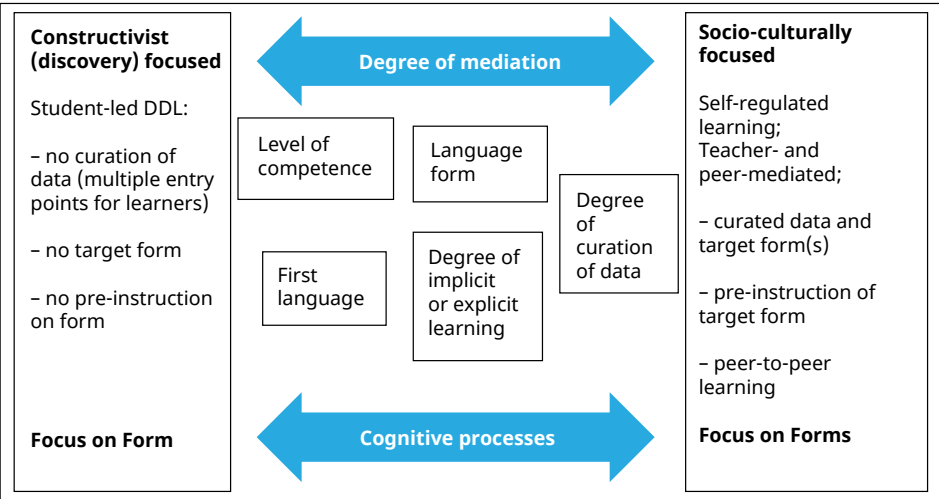 Constructivist
(discovery) focused
Student-led DDL:
– no curation of
data (multiple entry
points for learners)
– no target form
– no pre-instruction
on form
Focus on Form
Degree of mediation
Level of
competence
Language
form
Degree
of
curation
of data
First
language
Degree of
implicit
or explicit
learning
Cognitive processes
Socio-culturally
focused
Self-regulated
learning;
Teacher- and
peer-mediated;
– curated data and
target form(s)
– pre-instruction of
target form
– peer-to-peer
learning
Focus on Forms